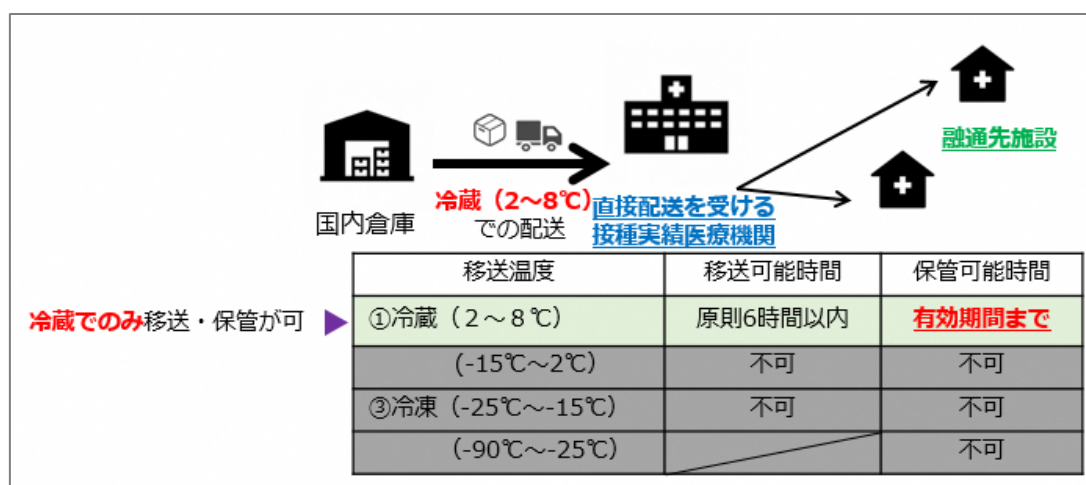 融通先施設
国内倉庫
冷蔵（2～8℃）
での配送
直接配送を受ける
接種実績医療機関
移送温度 移送可能時間 保管可能時間
冷蔵でのみ移送・保管が可
①冷蔵（2～8℃） 原則6時間以内 有効期間まで
(-15℃～2℃) 不可 不可
③冷凍（-25℃～-15℃） 不可 不可
(-90℃～-25℃) 不可